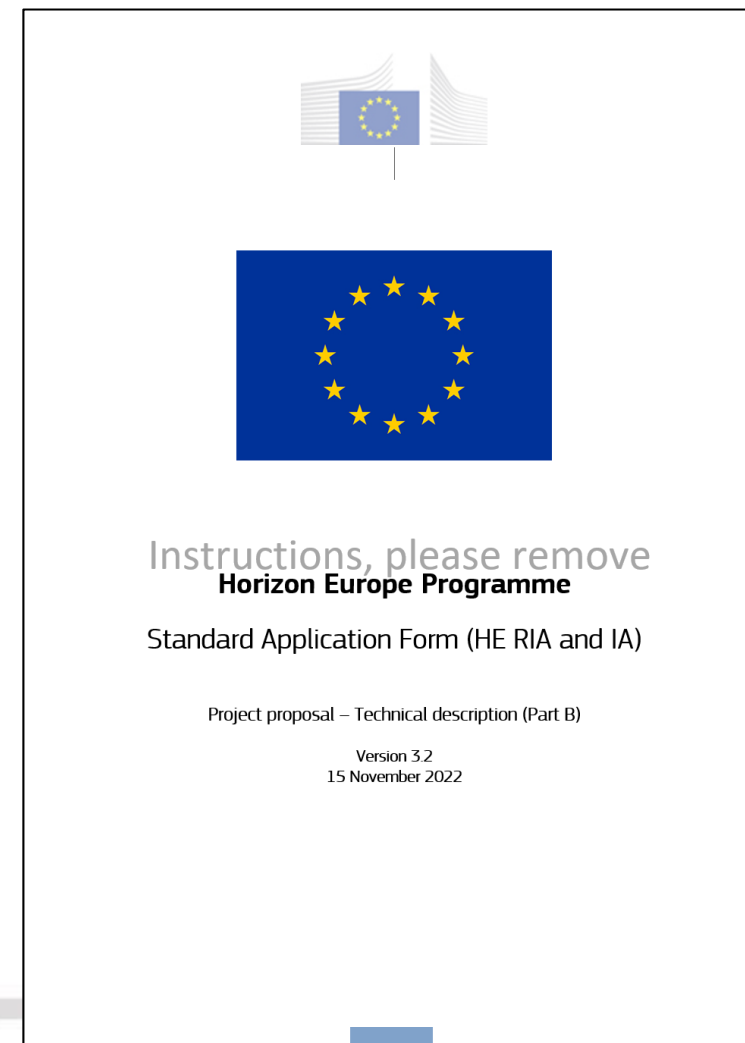 Instructions, please remove
Horizon Europe Programme
Standard Application Form (HE RIA and IA)
Project proposal – Technical description (Part B)
Version 3.2
15 November 2022